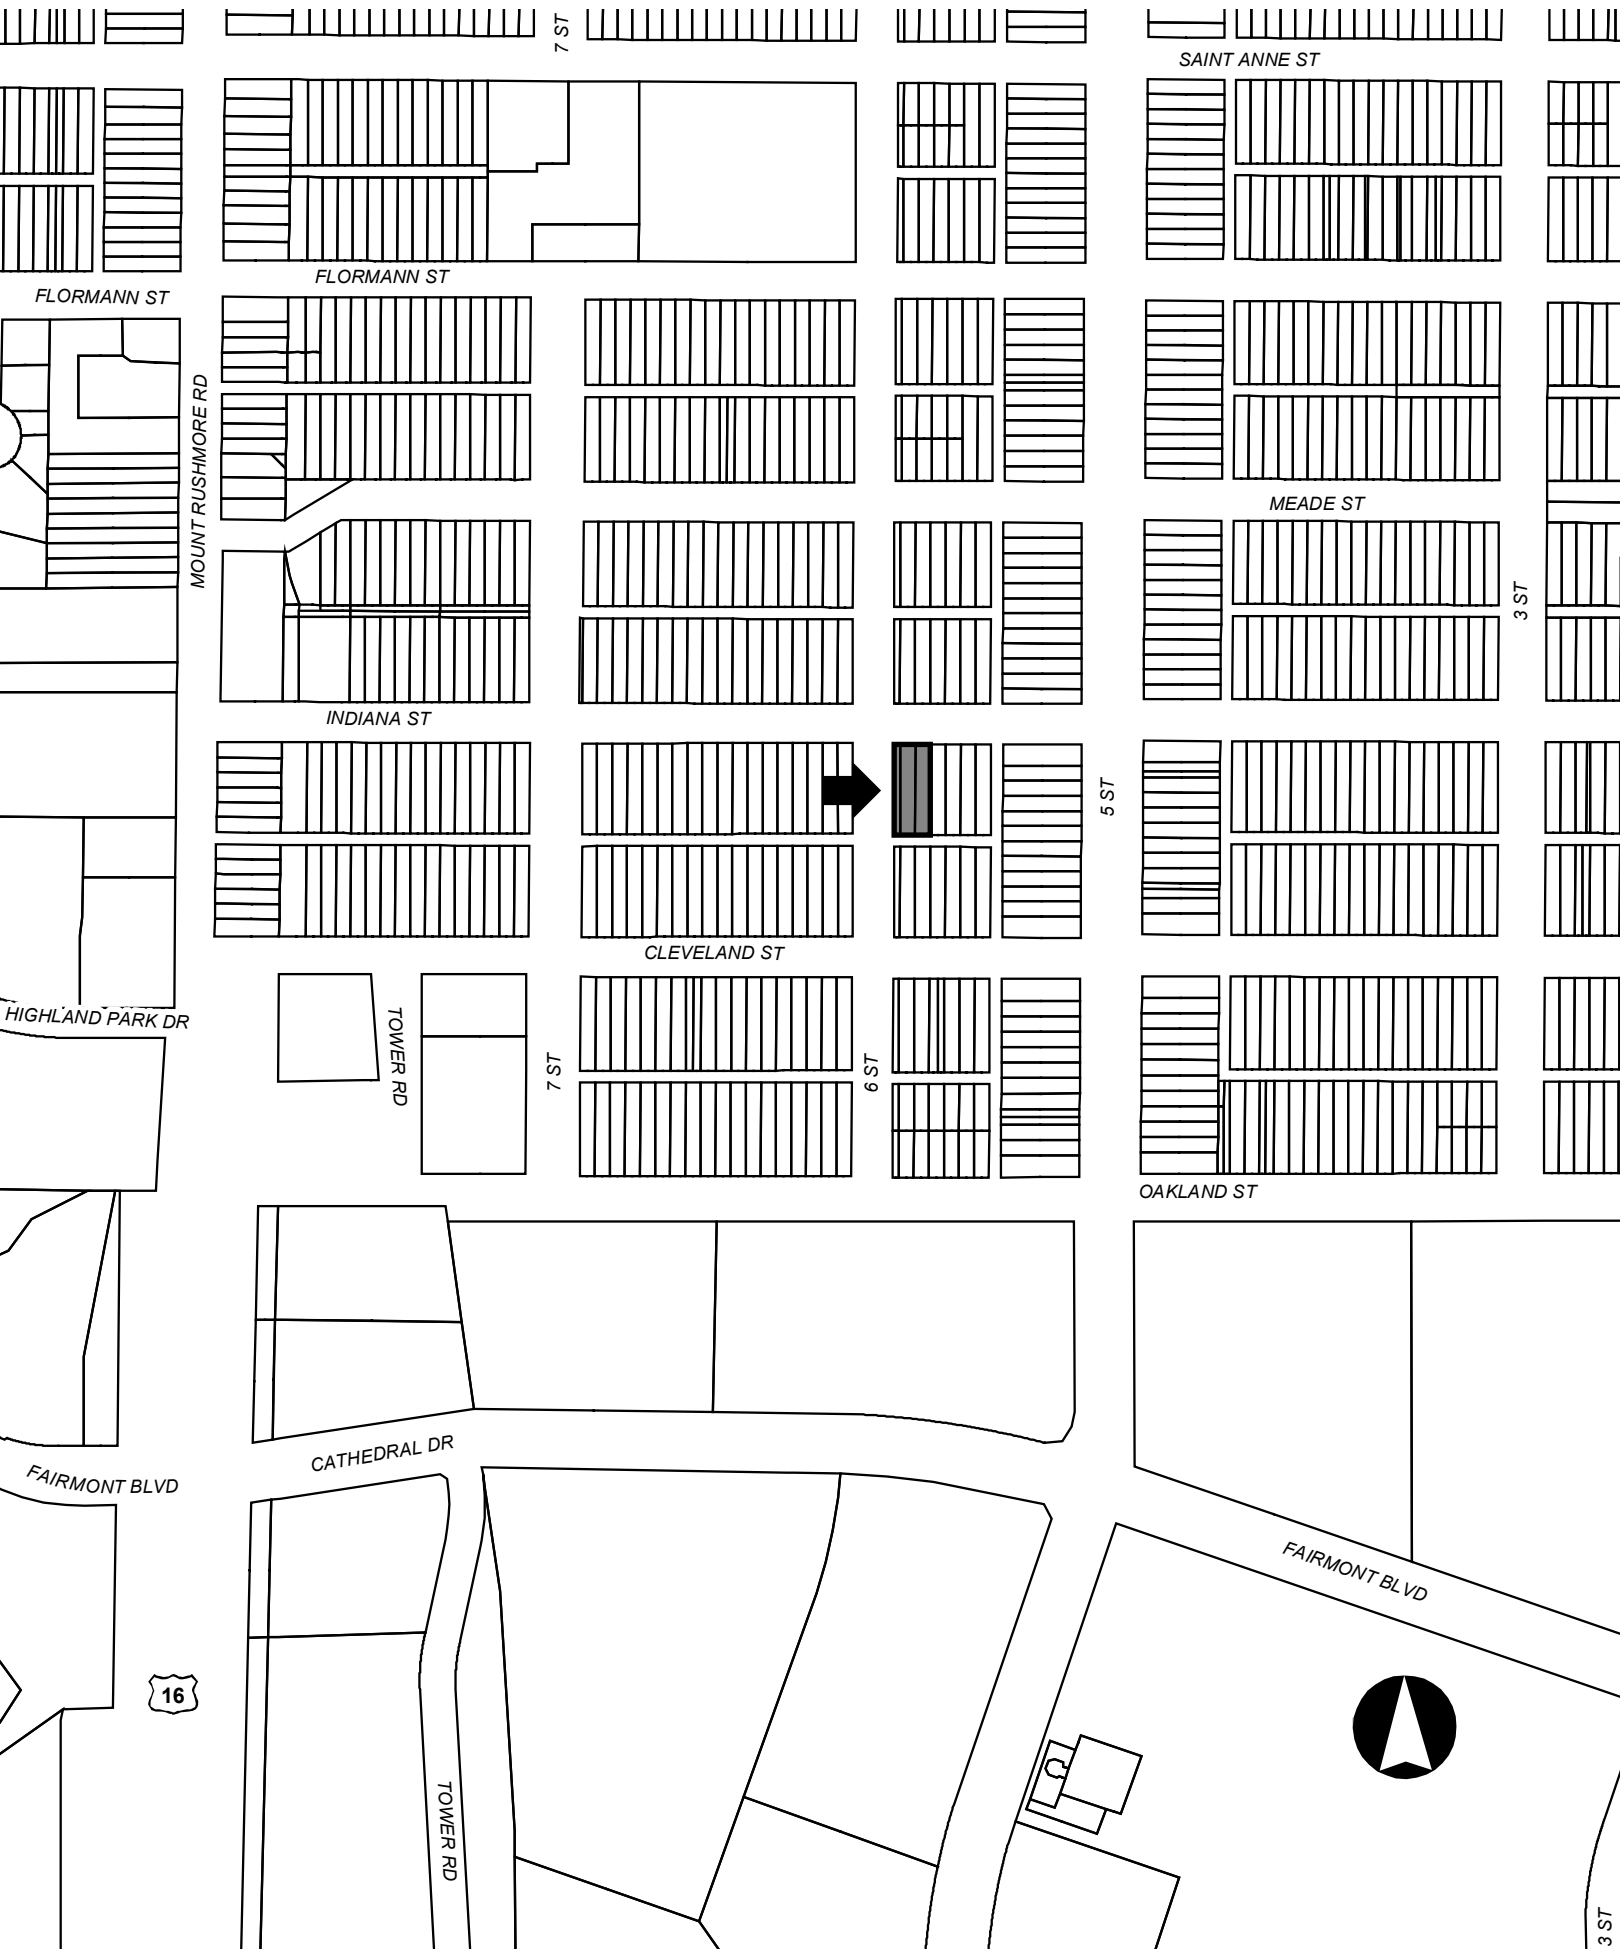 7 ST
SAINT ANNE ST
FLORMANN ST
FLORMANN ST
MOUNT RUSHMORE RD
MEADE ST
3 ST
INDIANA ST
5 ST
CLEVELAND ST
HIGHLAND PARK DR
TOWER RD
7 ST
6 ST
OAKLAND ST
CATHEDRAL DR
FAIRMONT BLVD
FAIRMONT BLVD
16
TOWER RD
3 ST